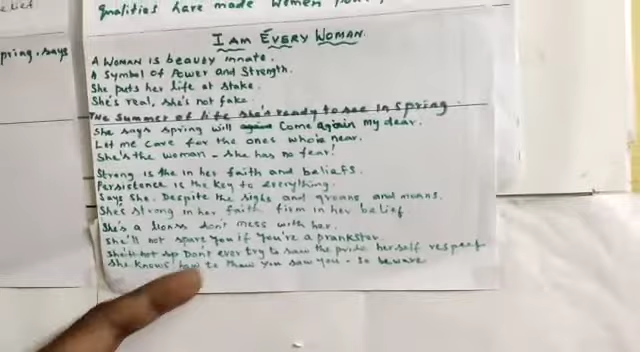 elief
qualities have made women
pring, says
I AM EVERY WOMAN.
A WOMAN is beauty innate.
A Symbol of Power and Strength.
She puts her life at stake.
She's real, she's not fake.
The Summer of life she's ready to see in Spring.
She says spring will Come again my dear.
Let me care for the ones who're near.
She's the woman - she has no fear!
Strong is she in her faith and beliefs.
Persistence is the key to everything.
Says she. Despite the sighs and groans and moans.
She's strong in her faith, firm in her belief.
She's a lioness don't mess with her.
She'll not spare you if you're a prankster.
Don't ever try to saw the pride her self respect
She knows how to thaw you saw you - so beware